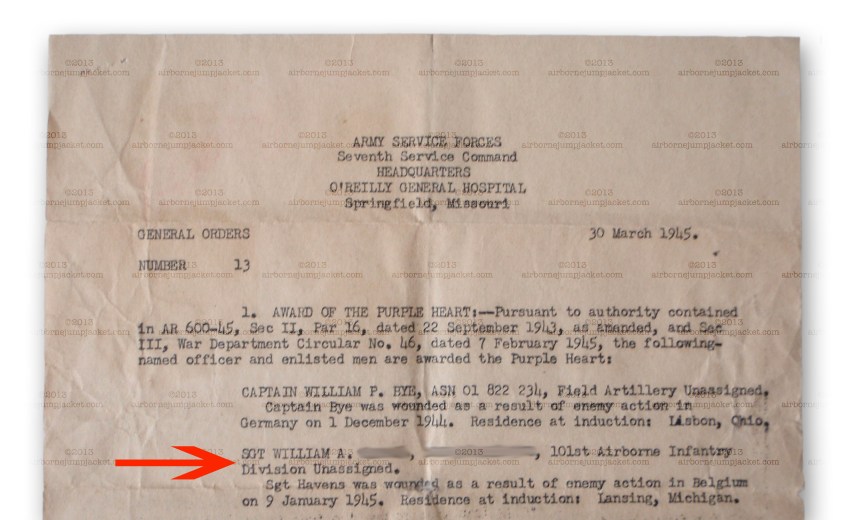 ARMY SERVICE FORCES
Seventh Service Command
HEADQUARTERS
O'REILLY GENERAL HOSPITAL
Springfield, Missouri
GENERAL ORDERS 30 March 1945.
NUMBER 13
1. AWARD OF THE PURPLE HEART:—Pursuant to authority contained
in AR 600-45, Sec II, Par 16, dated 22 September 1943, as amended, and Sec
III, War Department Circular No. 46, dated 7 February 1945, the following-
named officer and enlisted men are awarded the Purple Heart:
CAPTAIN WILLIAM P. BYE, ASN 01 822 234, Field Artillery Unassigned.
Captain Bye was wounded as a result of enemy action in
Germany on 1 December 1944. Residence at induction: Lisbon, Ohio,
SGT WILLIAM A. , , 101st Airborne Infantry
Division Unassigned.
Sgt Havens was wounded as a result of enemy action in Belgium
on 9 January 1945. Residence at induction: Lansing, Michigan.
©2013
airbornejumpjacket.com